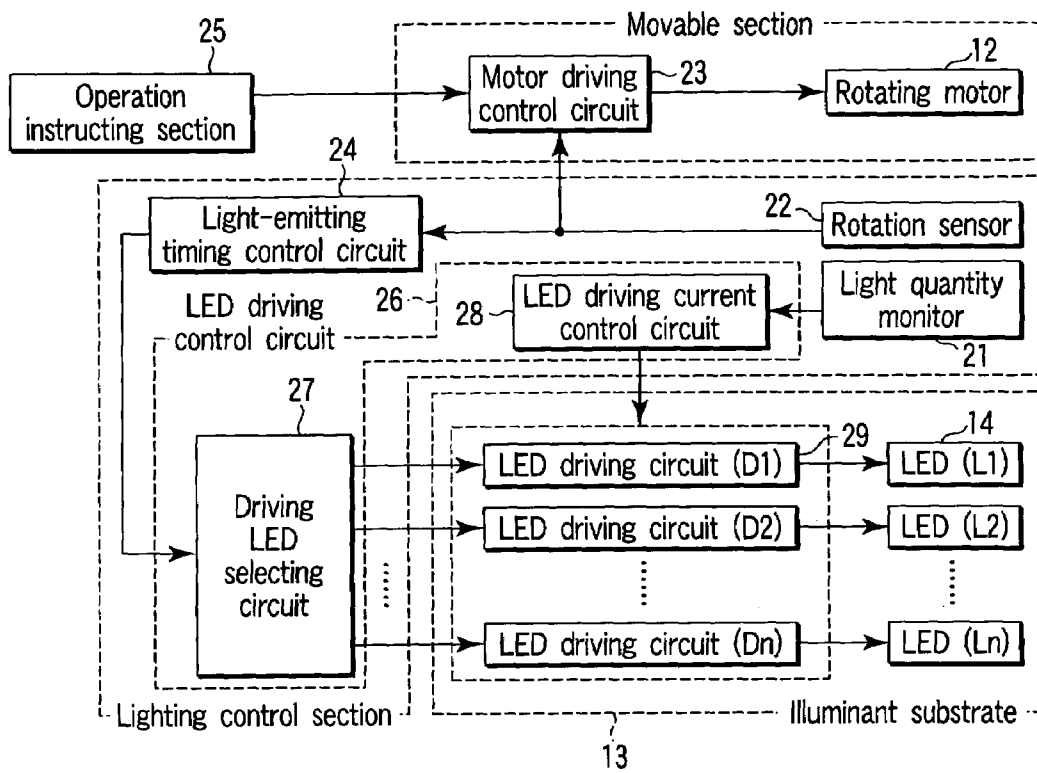 Movable section
25
Operation
instructing section
Motor driving
control circuit
23
12
Rotating motor
24
Light-emitting
timing control circuit
22
Rotation sensor
LED driving
control circuit
26
28
LED driving current
control circuit
Light quantity
monitor
21
27
Driving
LED
selecting
circuit
29
14
LED driving circuit (D1)
LED (L1)
LED driving circuit (D2)
LED (L2)
LED driving circuit (Dn)
LED (Ln)
Lighting control section
Illuminant substrate
13